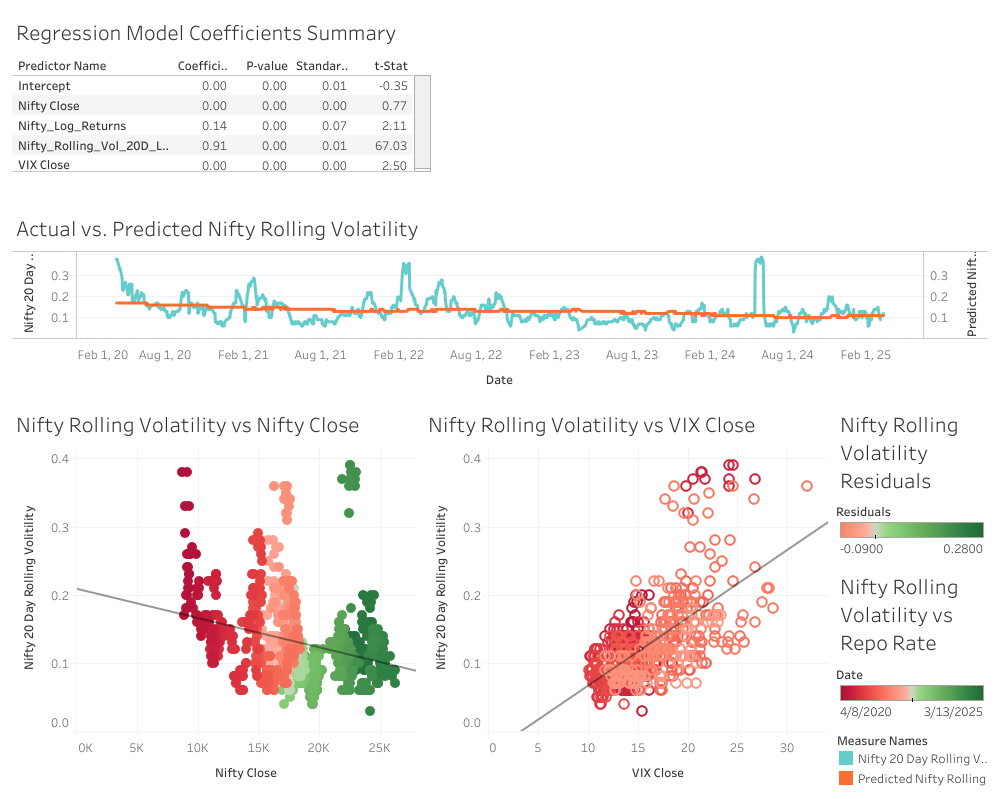 Regression Model Coefficients Summary
Predictor Name Coeffici.. P-value Standar.. t-Stat
Intercept 0.00 0.00 0.01 -0.35
Nifty Close 0.00 0.00 0.00 0.77
Nifty_Log_Returns 0.14 0.00 0.07 2.11
Nifty_Rolling_Vol_20D_L.. 0.91 0.00 0.01 67.03
VIX Close 0.00 0.00 0.00 2.50
Actual vs. Predicted Nifty Rolling Volatility
Nifty 20 Day ..
0.3
0.2
0.1
0.3
0.2
0.1
Predicted Nift..
Feb 1, 20 Aug 1, 20 Feb 1, 21 Aug 1, 21 Feb 1, 22 Aug 1, 22 Feb 1, 23 Aug 1, 23 Feb 1, 24 Aug 1, 24 Feb 1, 25
Date
Nifty Rolling Volatility vs Nifty Close
Nifty 20 Day Rolling Volitility
0.4
0.3
0.2
0.1
0.0
0K 5K 10K 15K 20K 25K
Nifty Close
Nifty Rolling Volatility vs VIX Close
Nifty 20 Day Rolling Volitility
0.4
0.3
0.2
0.1
0.0
0 5 10 15 20 25 30
VIX Close
Nifty Rolling
Volatility
Residuals
Residuals
-0.0900 0.2800
Nifty Rolling
Volatility vs
Repo Rate
Date
4/8/2020 3/13/2025
Measure Names
Nifty 20 Day Rolling V..
Predicted Nifty Rolling